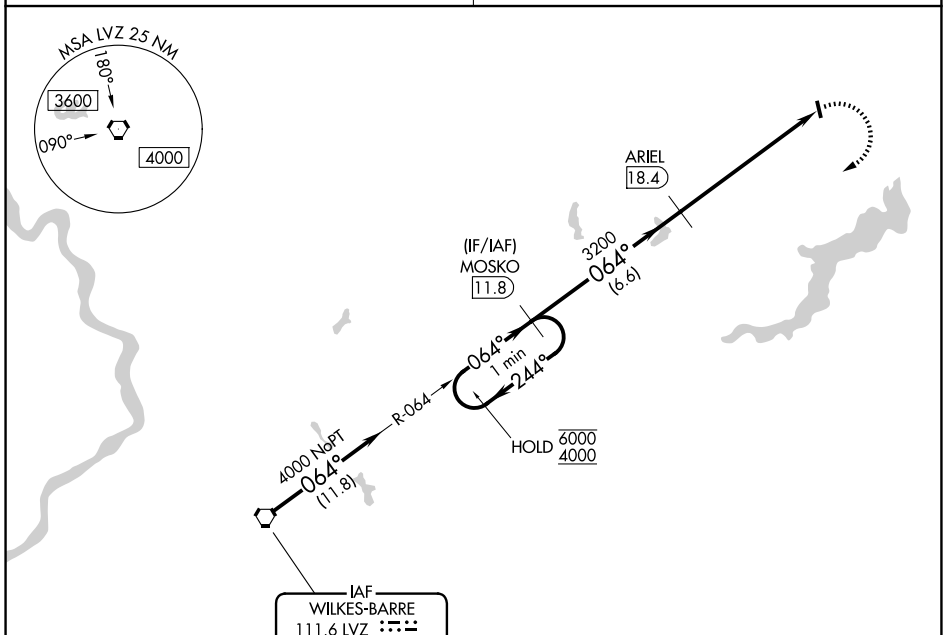 MSA LVZ 25 NM
180°
3600
090°
4000
ARIEL
18.4
(IF/IAF)
MOSKO
11.8
3200
064°
(6.6)
064°
1 min
244°
R-064
HOLD 6000
4000
4000 NoPT
064°
(11.8)
IAF
WILKES-BARRE
111.6 LVZ